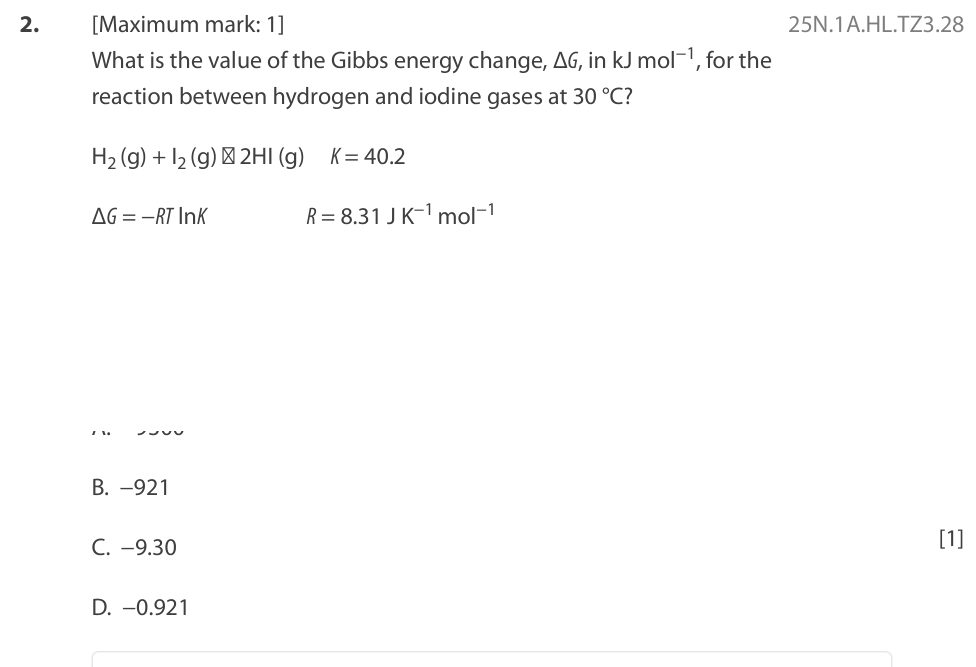 2. [Maximum mark: 1] 25N.1A.HL.TZ3.28
What is the value of the Gibbs energy change, ΔG, in kJ mol⁻¹, for the
reaction between hydrogen and iodine gases at 30 °C?
H₂ (g) + I₂ (g) 2HI (g) K = 40.2
ΔG = −RT lnK R = 8.31 J K⁻¹ mol⁻¹
B. −921
C. −9.30
[1]
D. −0.921